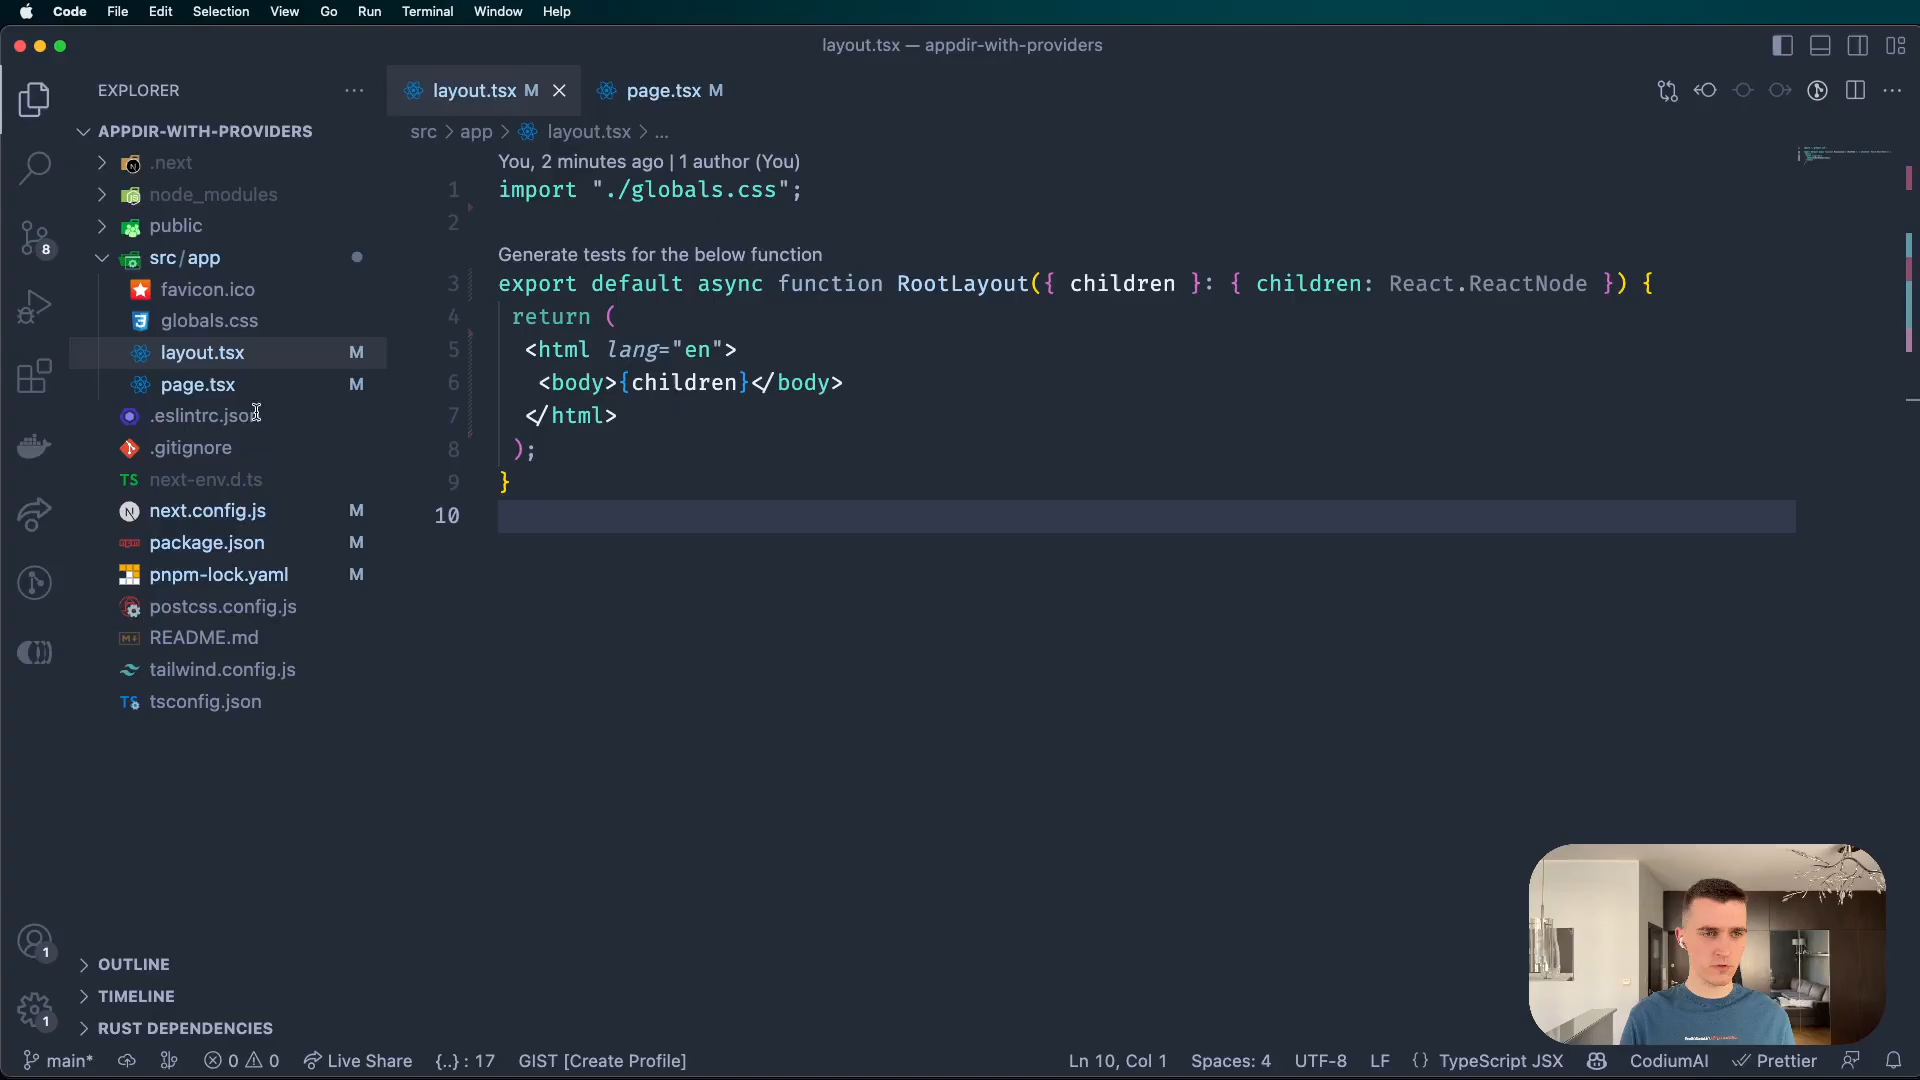 Code File Edit Selection View Go Run Terminal Window Help
layout.tsx — appdir-with-providers
EXPLORER
layout.tsx M
page.tsx M
APPDIR-WITH-PROVIDERS
src > app > layout.tsx > ...
.next
node_modules
public
src/app
favicon.ico
globals.css
layout.tsx M
page.tsx M
.eslintrc.json
.gitignore
next-env.d.ts
next.config.js M
package.json M
pnpm-lock.yaml M
postcss.config.js
README.md
tailwind.config.js
tsconfig.json
8
You, 2 minutes ago | 1 author (You)
1 import "./globals.css";
2
Generate tests for the below function
3 export default async function RootLayout({ children }: { children: React.ReactNode }) {
4 return (
5 <html lang="en">
6 <body>{children}</body>
7 </html>
8 );
9 }
10
1
1
OUTLINE
TIMELINE
RUST DEPENDENCIES
main* 0 0 Live Share {..} : 17 GIST [Create Profile] Ln 10, Col 1 Spaces: 4 UTF-8 LF {} TypeScript JSX CodiumAI Prettier